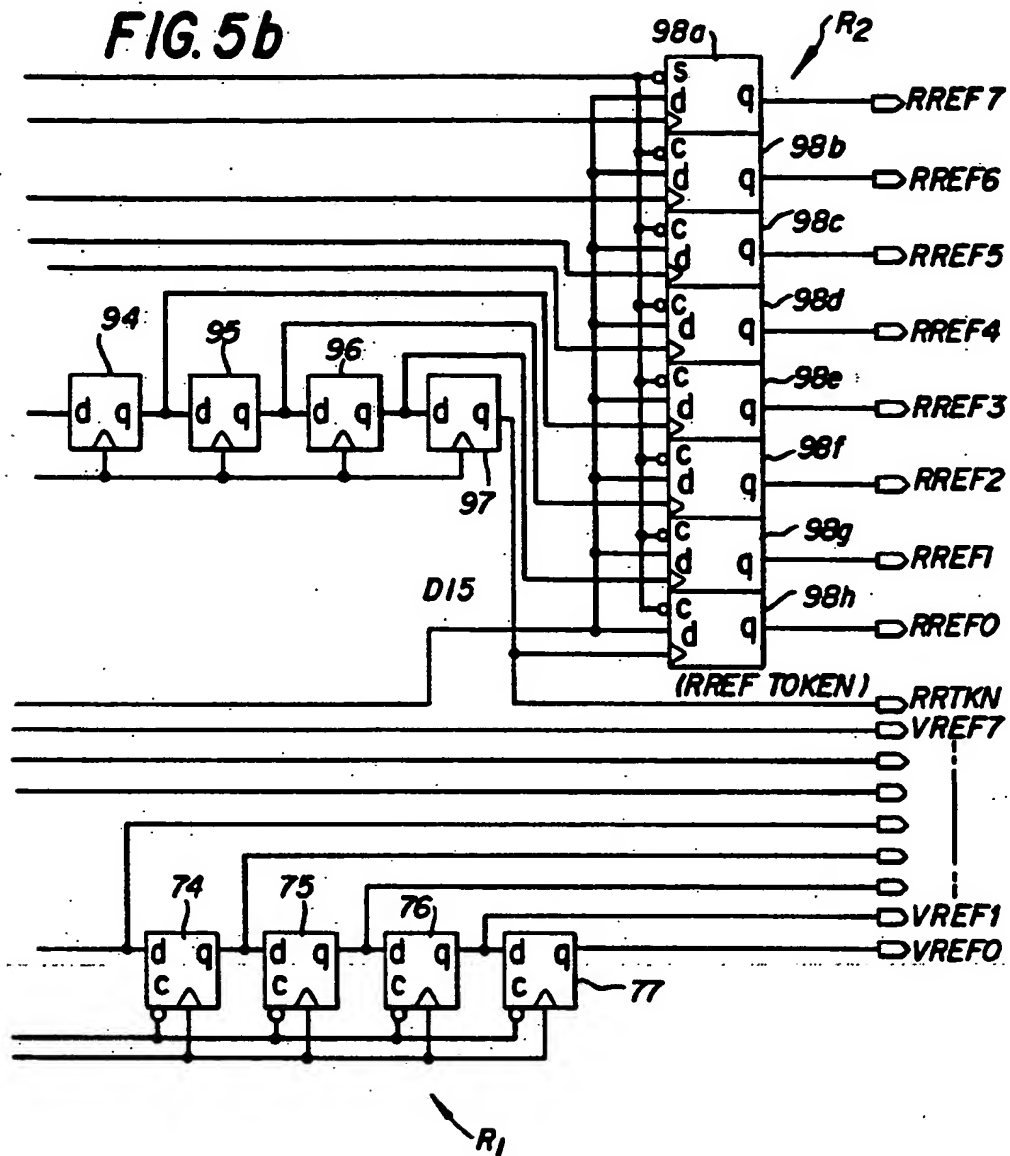 FIG. 5b
98a
R2
s
d
q
RREF7
c
d
q
98b
RREF6
c
d
q
98c
RREF5
c
d
q
98d
RREF4
c
d
q
98e
RREF3
c
d
q
98f
RREF2
c
d
q
98g
RREF1
c
d
q
98h
RREF0
94
95
96
d q
d q
d q
d q
97
D15
(RREF TOKEN)
RRTKN
VREF7
74
75
76
VREF1
d q
d q
d q
d q
VREF0
c
c
c
c
77
R1